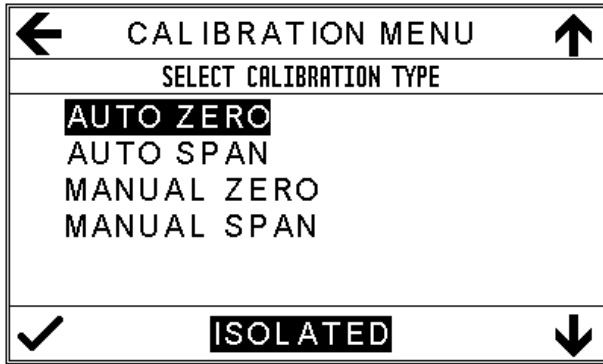 CALIBRATION MENU
SELECT CALIBRATION TYPE
AUTO ZERO
AUTO SPAN
MANUAL ZERO
MANUAL SPAN
ISOLATED